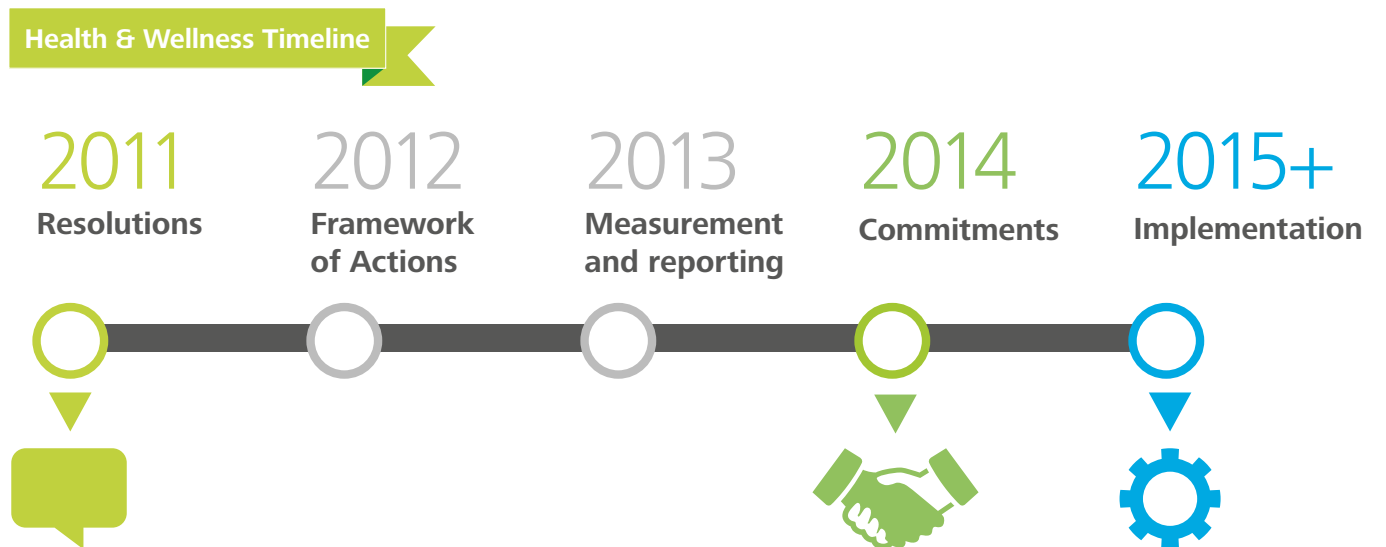 Health & Wellness Timeline
2011
Resolutions
2012
Framework
of Actions
2013
Measurement
and reporting
2014
Commitments
2015+
Implementation